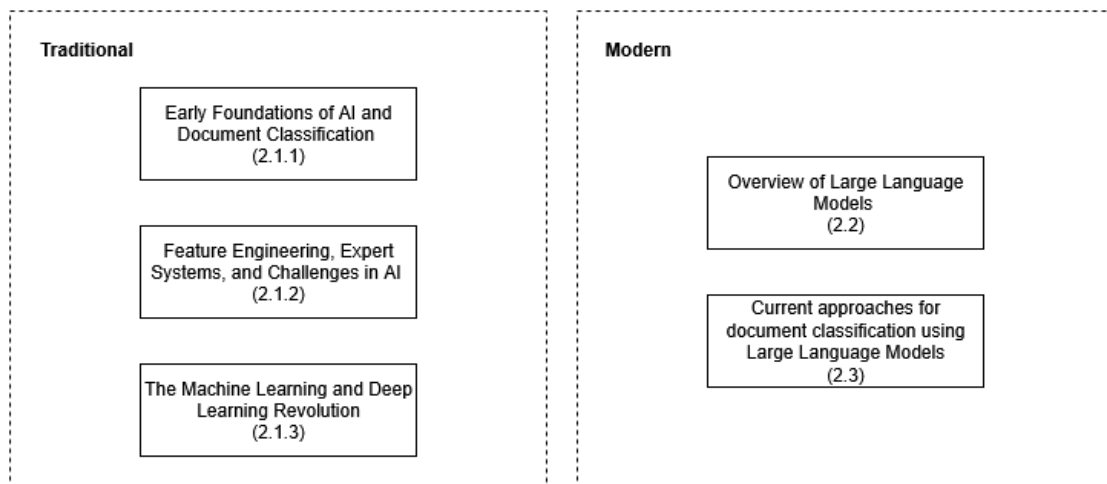 Traditional
Early Foundations of AI and
Document Classification
(2.1.1)
Feature Engineering, Expert
Systems, and Challenges in AI
(2.1.2)
The Machine Learning and Deep
Learning Revolution
(2.1.3)
Modern
Overview of Large Language
Models
(2.2)
Current approaches for
document classification using
Large Language Models
(2.3)